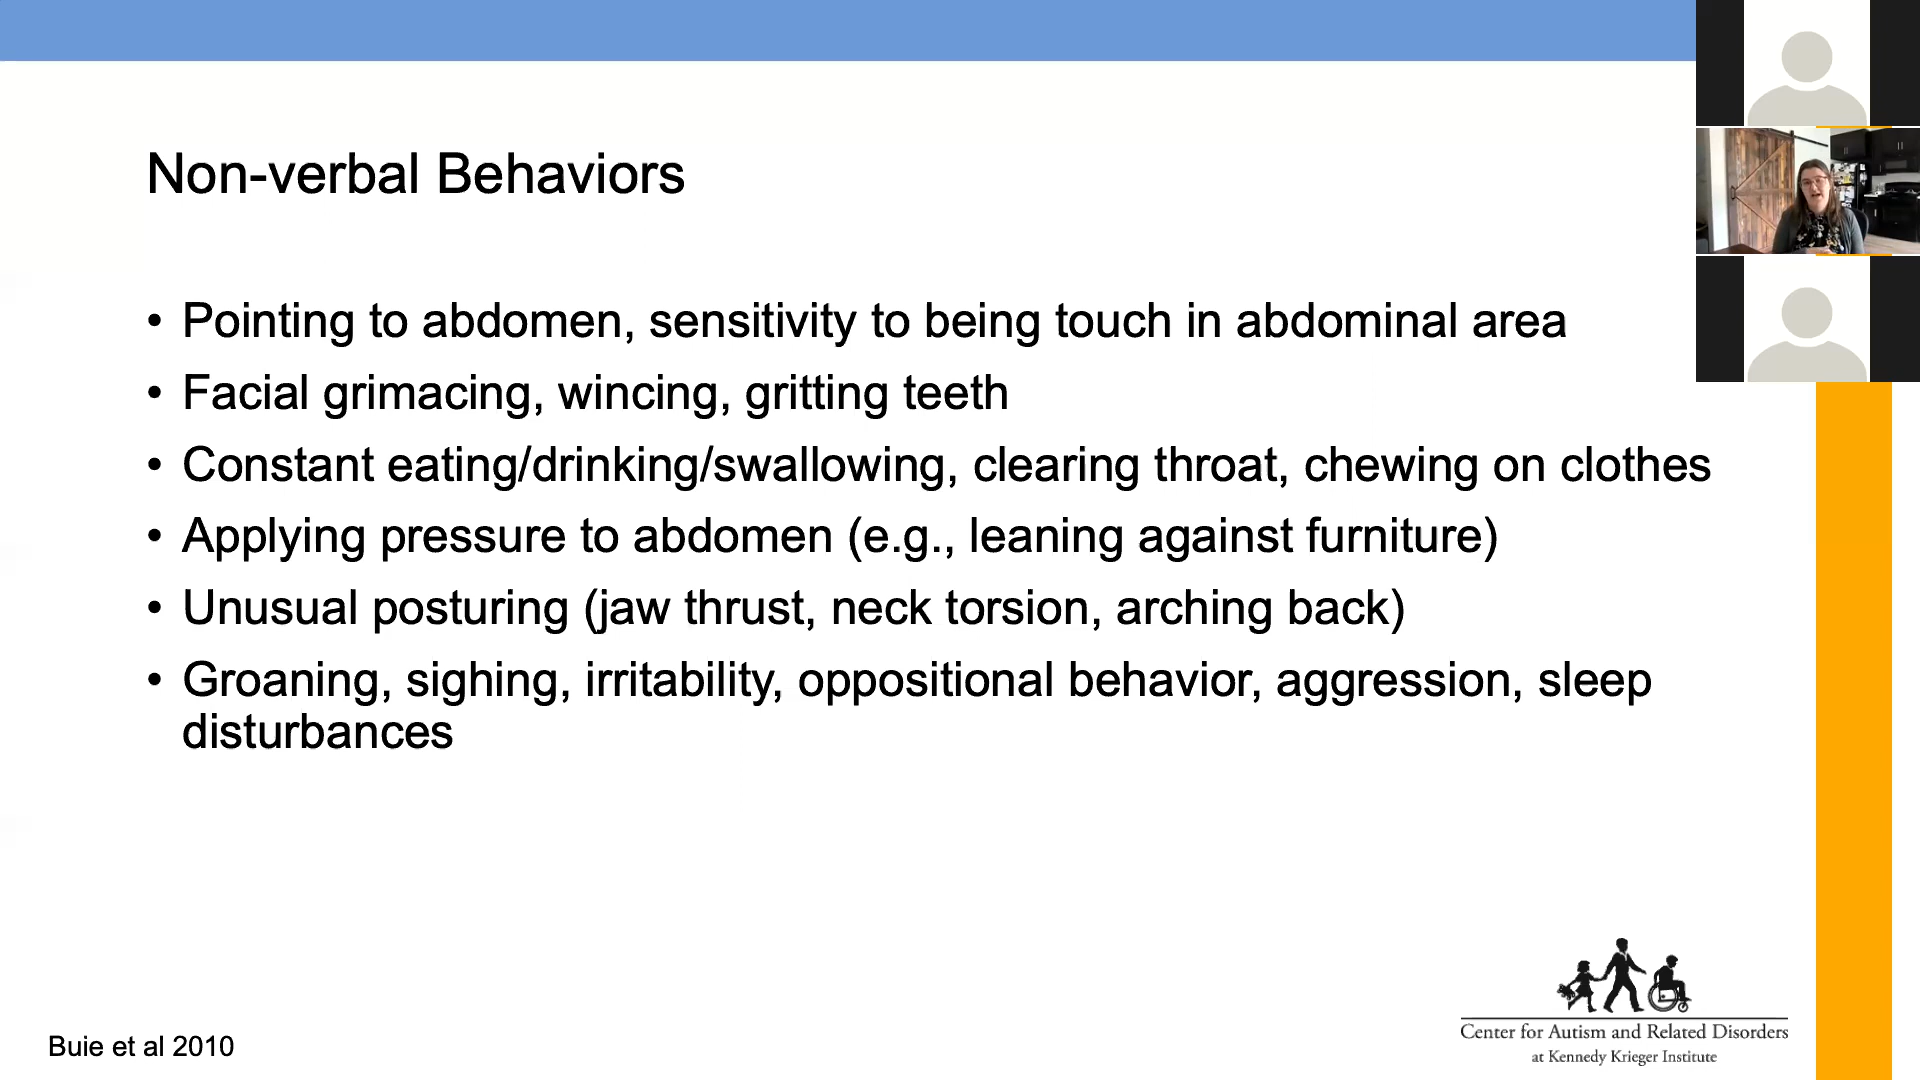 Non-verbal Behaviors
• Pointing to abdomen, sensitivity to being touch in abdominal area
• Facial grimacing, wincing, gritting teeth
• Constant eating/drinking/swallowing, clearing throat, chewing on clothes
• Applying pressure to abdomen (e.g., leaning against furniture)
• Unusual posturing (jaw thrust, neck torsion, arching back)
• Groaning, sighing, irritability, oppositional behavior, aggression, sleep
disturbances
Buie et al 2010
Center for Autism and Related Disorders
at Kennedy Krieger Institute